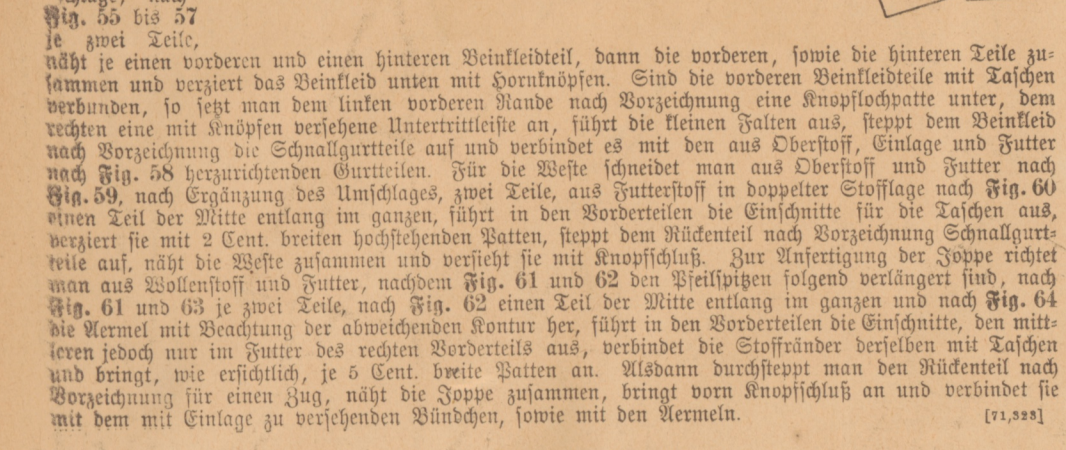 Fig. 55 bis 57
je zwei Teile,
näht je einen vorderen und einen hinteren Beinkleidteil, dann die vorderen, sowie die hinteren Teile zu-
sammen und verziert das Beinkleid unten mit Hornknöpfen. Sind die vorderen Beinkleidteile mit Taschen
verbunden, so setzt man dem linken vorderen Rande nach Vorzeichnung eine Knopflochpatte unter, dem
rechten eine mit Knöpfen versehene Untertrittleiste an, führt die kleinen Falten aus, steppt dem Beinkleid
nach Vorzeichnung die Schnallgurtteile auf und verbindet es mit den aus Oberstoff, Einlage und Futter
nach Fig. 58 herzurichtenden Gurtteilen. Für die Weste schneidet man aus Oberstoff und Futter nach
Fig. 59, nach Ergänzung des Umschlages, zwei Teile, aus Futterstoff in doppelter Stofflage nach Fig. 60
einen Teil der Mitte entlang im ganzen, führt in den Vorderteilen die Einschnitte für die Taschen aus,
verziert sie mit 2 Cent. breiten hochstehenden Patten, steppt dem Rückenteil nach Vorzeichnung Schnallgurt-
teile auf, näht die Weste zusammen und versieht sie mit Knopfschluß. Zur Anfertigung der Joppe richtet
man aus Wollenstoff und Futter, nachdem Fig. 61 und 62 den Pfeilspitzen folgend verlängert sind, nach
Fig. 61 und 63 je zwei Teile, nach Fig. 62 einen Teil der Mitte entlang im ganzen und nach Fig. 64
die Aermel mit Beachtung der abweichenden Kontur her, führt in den Vorderteilen die Einschnitte, den mitt-
leren jedoch nur im Futter des rechten Vorderteils aus, verbindet die Stoffränder derselben mit Taschen
und bringt, wie ersichtlich, je 5 Cent. breite Patten an. Alsdann durchsteppt man den Rückenteil nach
Vorzeichnung für einen Zug, näht die Joppe zusammen, bringt vorn Knopfschluß an und verbindet sie
mit dem mit Einlage zu versehenden Bündchen, sowie mit den Aermeln. [71,323]